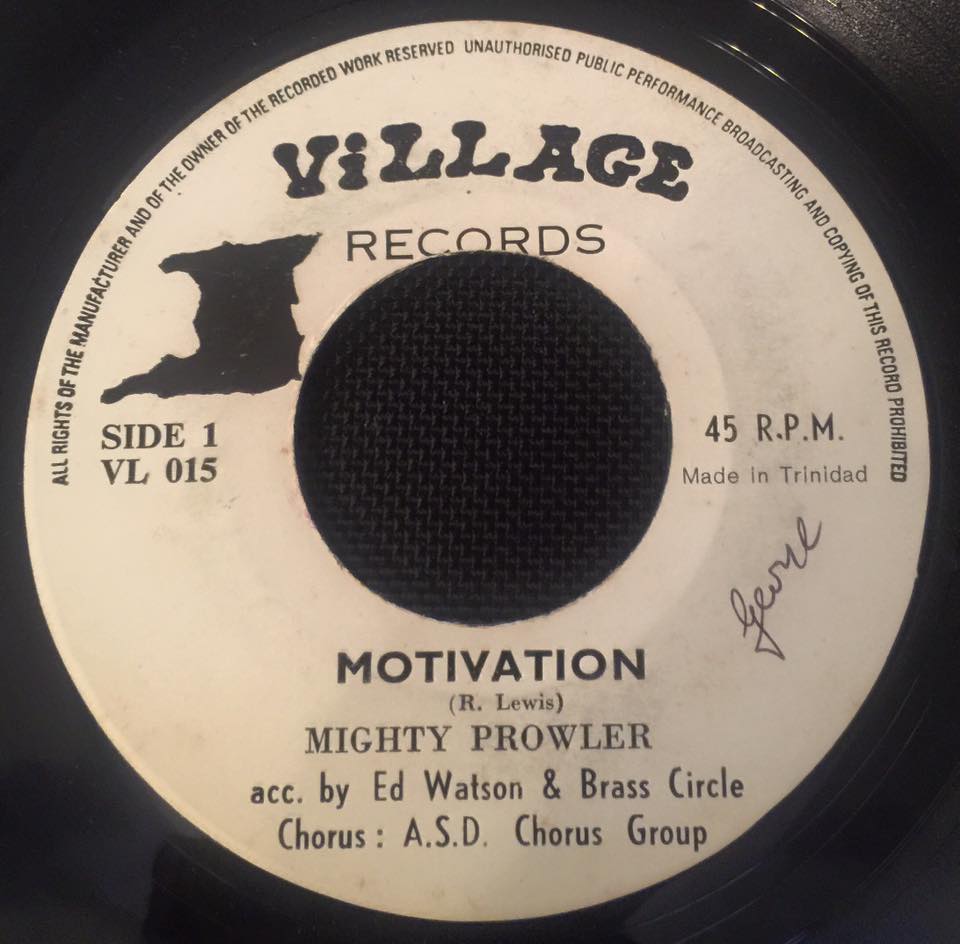 ALL RIGHTS OF THE MANUFACTURER AND OF THE OWNER OF THE RECORDED WORK RESERVED UNAUTHORISED PUBLIC PERFORMANCE BROADCASTING AND COPYING OF THIS RECORD PROHIBITED
ViLLAGE
RECORDS
SIDE 1
VL 015
45 R.P.M.
Made in Trinidad
George
MOTIVATION
(R. Lewis)
MIGHTY PROWLER
acc. by Ed Watson & Brass Circle
Chorus : A.S.D. Chorus Group